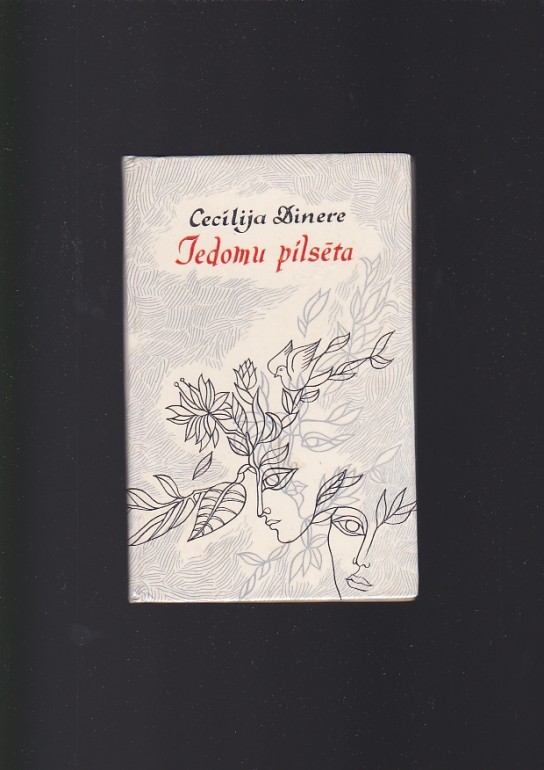 Cecīlija Dinere
Iedomu pilsēta